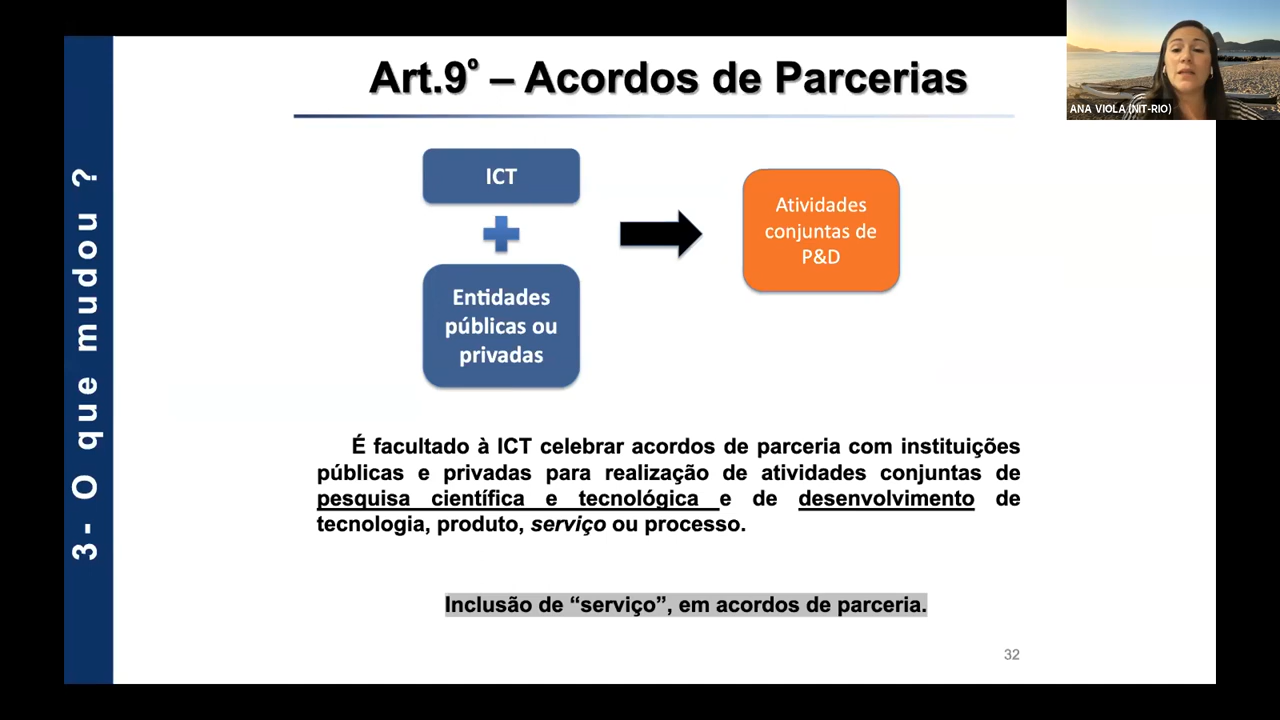 Art.9º – Acordos de Parcerias
ANA VIOLA (NIT-RIO)
3- O que mudou ?
ICT
Entidades
públicas ou
privadas
Atividades
conjuntas de
P&D
É facultado à ICT celebrar acordos de parceria com instituições
públicas e privadas para realização de atividades conjuntas de
pesquisa científica e tecnológica e de desenvolvimento de
tecnologia, produto, serviço ou processo.
Inclusão de “serviço”, em acordos de parceria.
32